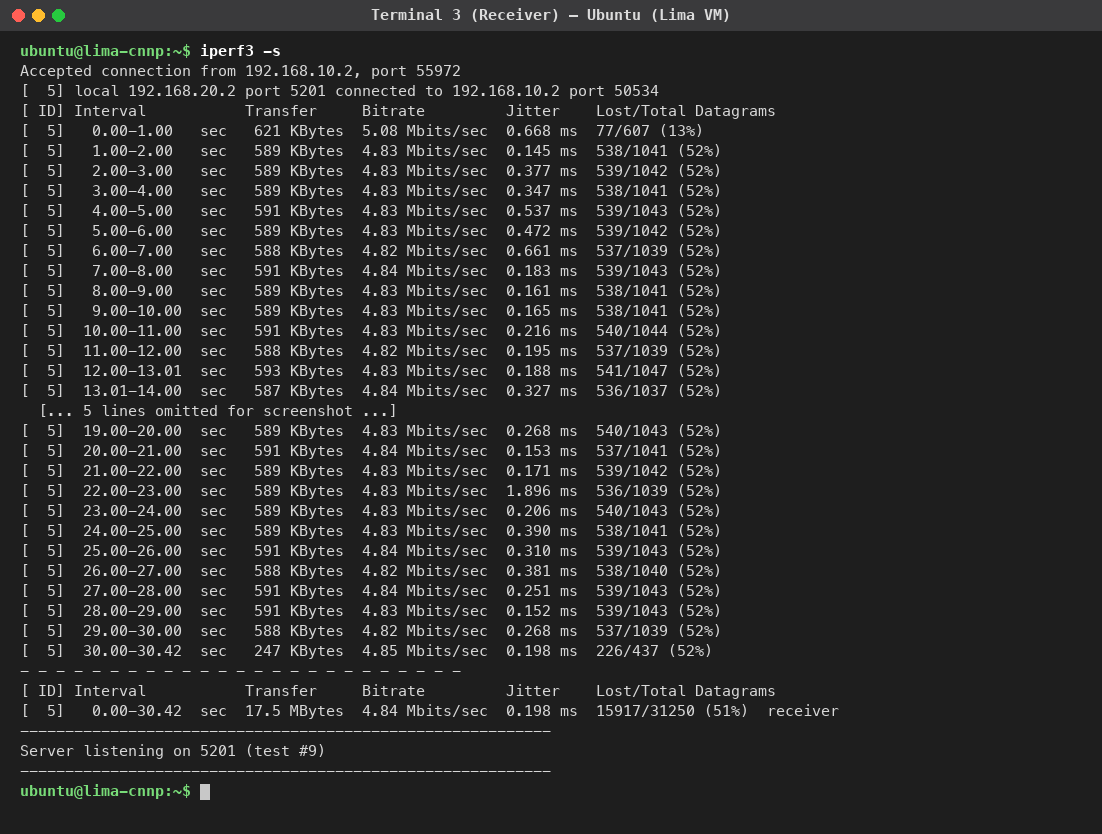 Terminal 3 (Receiver) — Ubuntu (Lima VM)
ubuntu@lima-cnnp:~$ iperf3 -s
Accepted connection from 192.168.10.2, port 55972
[  5] local 192.168.20.2 port 5201 connected to 192.168.10.2 port 50534
[ ID] Interval           Transfer     Bitrate         Jitter    Lost/Total Datagrams
[  5]   0.00-1.00   sec   621 KBytes  5.08 Mbits/sec  0.668 ms  77/607 (13%)
[  5]   1.00-2.00   sec   589 KBytes  4.83 Mbits/sec  0.145 ms  538/1041 (52%)
[  5]   2.00-3.00   sec   589 KBytes  4.83 Mbits/sec  0.377 ms  539/1042 (52%)
[  5]   3.00-4.00   sec   589 KBytes  4.83 Mbits/sec  0.347 ms  538/1041 (52%)
[  5]   4.00-5.00   sec   591 KBytes  4.83 Mbits/sec  0.537 ms  539/1043 (52%)
[  5]   5.00-6.00   sec   589 KBytes  4.83 Mbits/sec  0.472 ms  539/1042 (52%)
[  5]   6.00-7.00   sec   588 KBytes  4.82 Mbits/sec  0.661 ms  537/1039 (52%)
[  5]   7.00-8.00   sec   591 KBytes  4.84 Mbits/sec  0.183 ms  539/1043 (52%)
[  5]   8.00-9.00   sec   589 KBytes  4.83 Mbits/sec  0.161 ms  538/1041 (52%)
[  5]   9.00-10.00  sec   589 KBytes  4.83 Mbits/sec  0.165 ms  538/1041 (52%)
[  5]  10.00-11.00  sec   591 KBytes  4.83 Mbits/sec  0.216 ms  540/1044 (52%)
[  5]  11.00-12.00  sec   588 KBytes  4.82 Mbits/sec  0.195 ms  537/1039 (52%)
[  5]  12.00-13.01  sec   593 KBytes  4.83 Mbits/sec  0.188 ms  541/1047 (52%)
[  5]  13.01-14.00  sec   587 KBytes  4.84 Mbits/sec  0.327 ms  536/1037 (52%)
  [... 5 lines omitted for screenshot ...]
[  5]  19.00-20.00  sec   589 KBytes  4.83 Mbits/sec  0.268 ms  540/1043 (52%)
[  5]  20.00-21.00  sec   591 KBytes  4.84 Mbits/sec  0.153 ms  537/1041 (52%)
[  5]  21.00-22.00  sec   589 KBytes  4.83 Mbits/sec  0.171 ms  539/1042 (52%)
[  5]  22.00-23.00  sec   589 KBytes  4.83 Mbits/sec  1.896 ms  536/1039 (52%)
[  5]  23.00-24.00  sec   589 KBytes  4.83 Mbits/sec  0.206 ms  540/1043 (52%)
[  5]  24.00-25.00  sec   589 KBytes  4.83 Mbits/sec  0.390 ms  538/1041 (52%)
[  5]  25.00-26.00  sec   591 KBytes  4.84 Mbits/sec  0.310 ms  539/1043 (52%)
[  5]  26.00-27.00  sec   588 KBytes  4.82 Mbits/sec  0.381 ms  538/1040 (52%)
[  5]  27.00-28.00  sec   591 KBytes  4.84 Mbits/sec  0.251 ms  539/1043 (52%)
[  5]  28.00-29.00  sec   591 KBytes  4.83 Mbits/sec  0.152 ms  539/1043 (52%)
[  5]  29.00-30.00  sec   588 KBytes  4.82 Mbits/sec  0.268 ms  537/1039 (52%)
[  5]  30.00-30.42  sec   247 KBytes  4.85 Mbits/sec  0.198 ms  226/437 (52%)
- - - - - - - - - - - - - - - - - - - - - - - - -
[ ID] Interval           Transfer     Bitrate         Jitter    Lost/Total Datagrams
[  5]   0.00-30.42  sec  17.5 MBytes  4.84 Mbits/sec  0.198 ms  15917/31250 (51%)  receiver
-----------------------------------------------------------
Server listening on 5201 (test #9)
-----------------------------------------------------------
ubuntu@lima-cnnp:~$